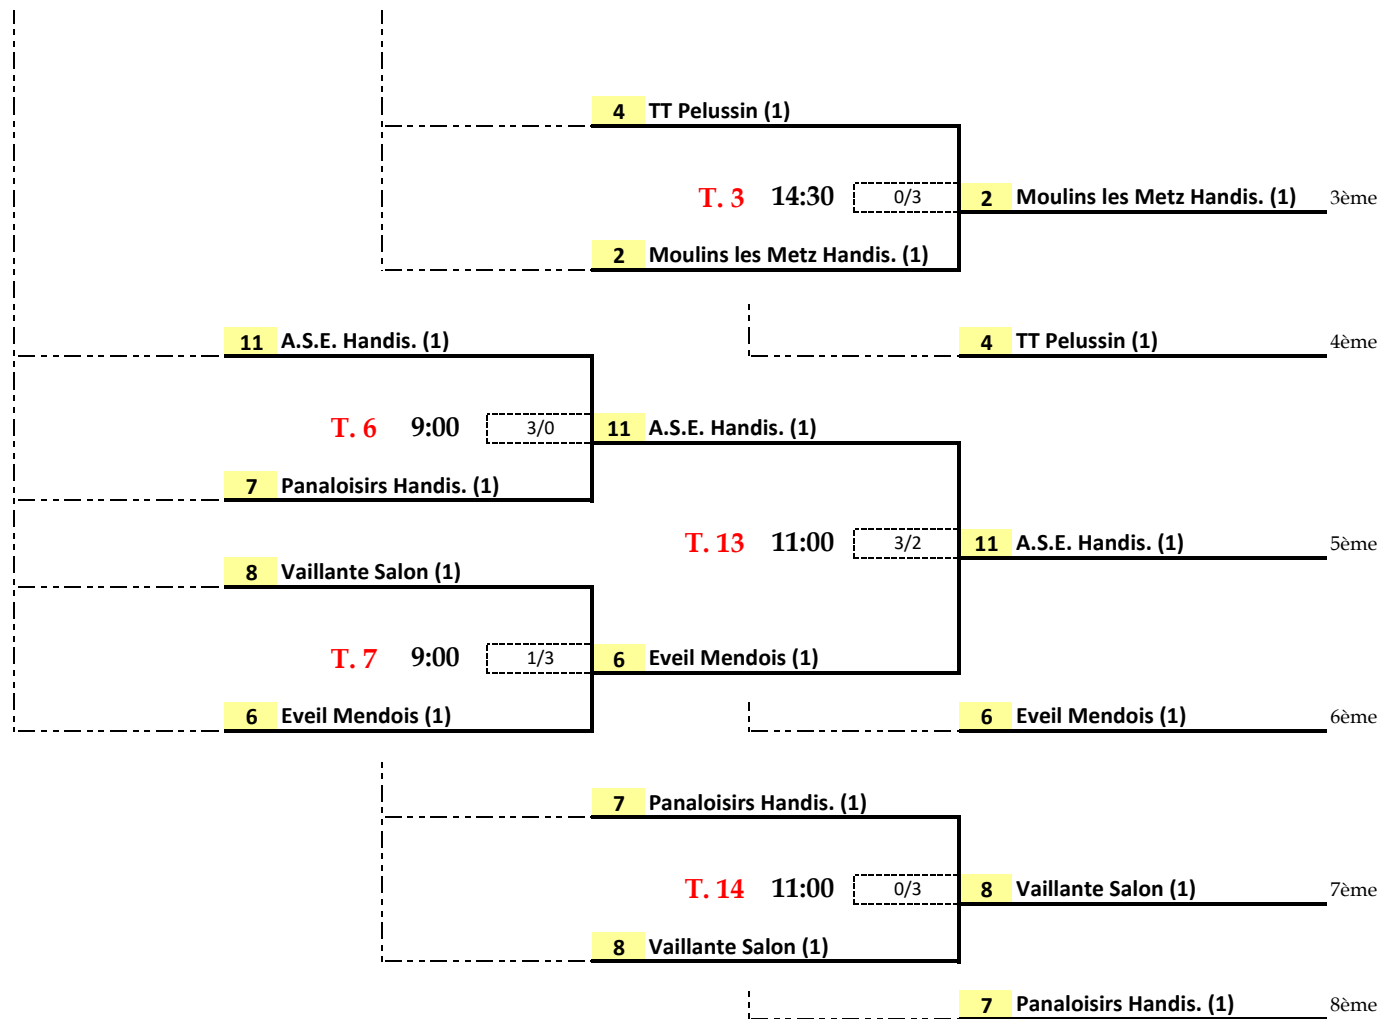 4 TT Pelussin (1)
T. 3 14:30 0/3 2 Moulins les Metz Handis. (1) 3ème
2 Moulins les Metz Handis. (1)
11 A.S.E. Handis. (1) 4 TT Pelussin (1) 4ème
T. 6 9:00 3/0 11 A.S.E. Handis. (1)
7 Panaloisirs Handis. (1)
T. 13 11:00 3/2 11 A.S.E. Handis. (1) 5ème
8 Vaillante Salon (1)
T. 7 9:00 1/3 6 Eveil Mendois (1)
6 Eveil Mendois (1) 6 Eveil Mendois (1) 6ème
7 Panaloisirs Handis. (1)
T. 14 11:00 0/3 8 Vaillante Salon (1) 7ème
8 Vaillante Salon (1)
7 Panaloisirs Handis. (1) 8ème